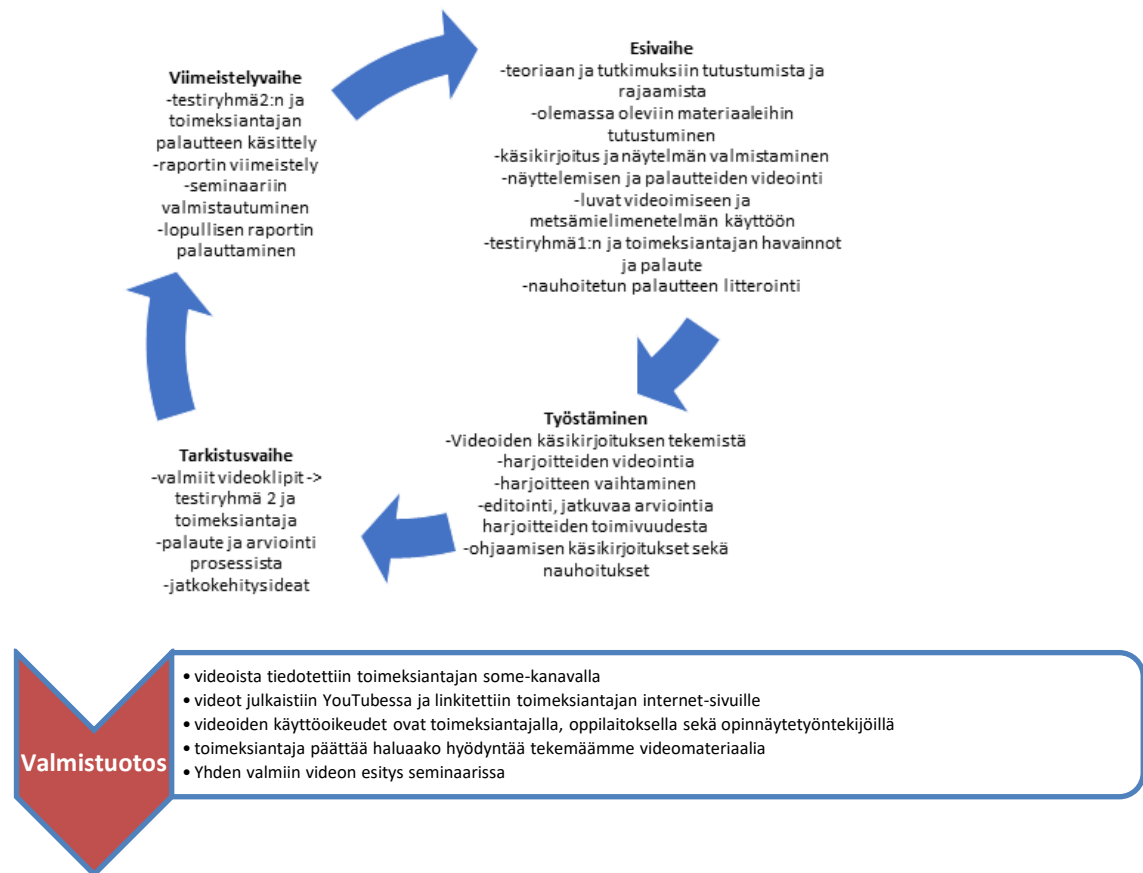 Esivaihe
-teoriaan ja tutkimuksiin tutustumista ja
rajaamista
-olemassa oleviin materiaaleihin
tutustuminen
-käsikirjoitus ja näytelmän valmistaminen
-näyttelemisen ja palautteiden videointi
-luvat videoimiseen ja
metsämielimenetelmän käyttöön
-testiryhmä1:n ja toimeksiantajan havainnot
ja palaute
-nauhoitetun palautteen litterointi
Työstäminen
-Videoiden käsikirjoituksen tekemistä
-harjoitteiden videointia
-harjoitteen vaihtaminen
-editointi, jatkuvaa arviointia
harjoitteiden toimivuudesta
-ohjaamisen käsikirjoitukset sekä
nauhoitukset
Tarkistusvaihe
-valmiit videoklipit ->
testiryhmä 2 ja
toimeksiantaja
-palaute ja arviointi
prosessista
-jatkokehitysideat
Viimeistelyvaihe
-testiryhmä2:n ja
toimeksiantajan
palautteen käsittely
-raportin viimeistely
-seminaariin
valmistautuminen
-lopullisen raportin
palauttaminen
Valmistuotos
• videoista tiedotettiin toimeksiantajan some-kanavalla
• videot julkaistiin YouTubessa ja linkitettiin toimeksiantajan internet-sivuille
• videoiden käyttöoikeudet ovat toimeksiantajalla, oppilaitoksella sekä opinnäytetyöntekijöillä
• toimeksiantaja päättää haluaako hyödyntää tekemäämme videomateriaalia
• Yhden valmiin videon esitys seminaarissa